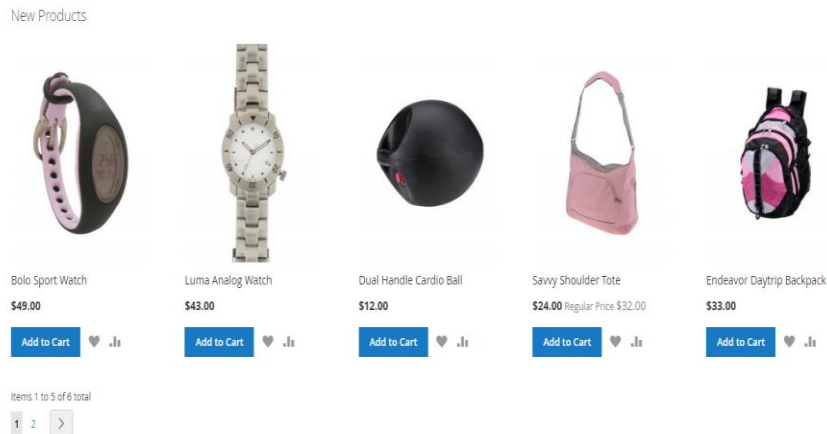 New Products
Bolo Sport Watch
$49.00
Add to Cart
Luma Analog Watch
$43.00
Add to Cart
Dual Handle Cardio Ball
$12.00
Add to Cart
Savvy Shoulder Tote
$24.00 Regular Price $32.00
Add to Cart
Endeavor Daytrip Backpack
$33.00
Add to Cart
Items 1 to 5 of 6 total
1 2 >